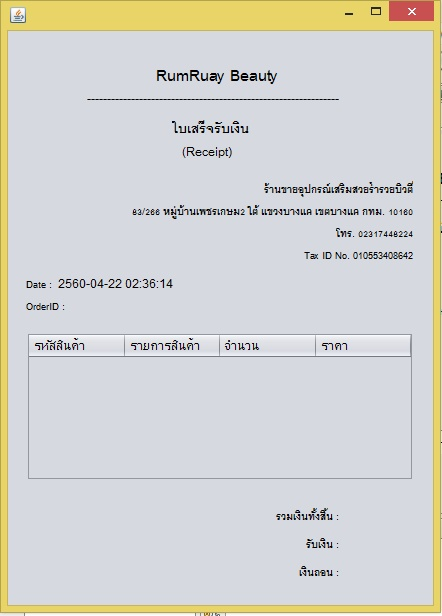 RumRuay Beauty
---------------------------------------------------------------
ใบเสร็จรับเงิน
(Receipt)
ร้านขายอุปกรณ์เสริมสวยร่ำรวยบิวตี้
83/266 หมู่บ้านเพชรเกษม2 ใต้ แขวงบางแค เขตบางแค กทม. 10160
โทร. 02317448224
Tax ID No. 010553408642
Date : 2560-04-22 02:36:14
OrderID :
รหัสสินค้า รายการสินค้า จำนวน ราคา
รวมเงินทั้งสิ้น :
รับเงิน :
เงินถอน :